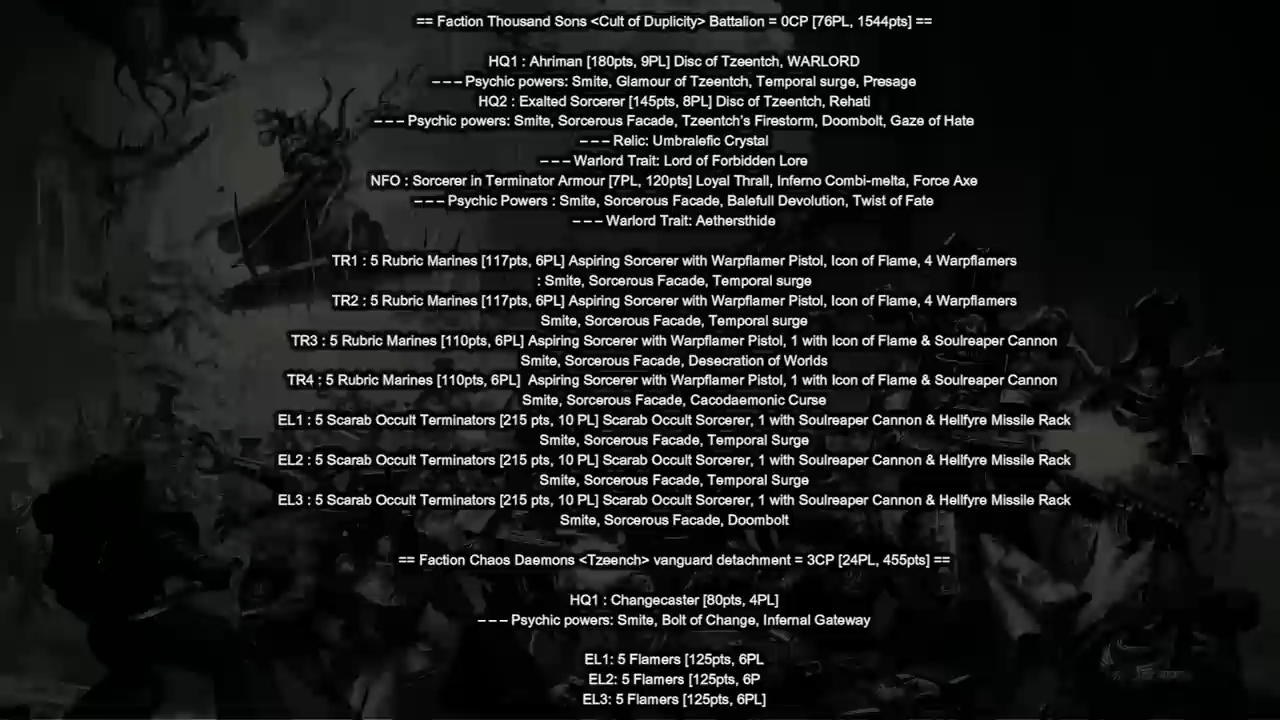 == Faction Thousand Sons <Cult of Duplicity> Battalion = 0CP [76PL, 1544pts] ==
HQ1 : Ahriman [180pts, 9PL] Disc of Tzeentch, WARLORD
– – – Psychic powers: Smite, Glamour of Tzeentch, Temporal surge, Presage
HQ2 : Exalted Sorcerer [145pts, 8PL] Disc of Tzeentch, Rehati
– – – Psychic powers: Smite, Sorcerous Facade, Tzeentch's Firestorm, Doombolt, Gaze of Hate
– – – Relic: Umbralefic Crystal
– – – Warlord Trait: Lord of Forbidden Lore
NFO : Sorcerer in Terminator Armour [7PL, 120pts] Loyal Thrall, Inferno Combi-melta, Force Axe
– – – Psychic Powers : Smite, Sorcerous Facade, Balefull Devolution, Twist of Fate
– – – Warlord Trait: Aethersthide
TR1 : 5 Rubric Marines [117pts, 6PL] Aspiring Sorcerer with Warpflamer Pistol, Icon of Flame, 4 Warpflamers
: Smite, Sorcerous Facade, Temporal surge
TR2 : 5 Rubric Marines [117pts, 6PL] Aspiring Sorcerer with Warpflamer Pistol, Icon of Flame, 4 Warpflamers
Smite, Sorcerous Facade, Temporal surge
TR3 : 5 Rubric Marines [110pts, 6PL] Aspiring Sorcerer with Warpflamer Pistol, 1 with Icon of Flame & Soulreaper Cannon
Smite, Sorcerous Facade, Desecration of Worlds
TR4 : 5 Rubric Marines [110pts, 6PL]  Aspiring Sorcerer with Warpflamer Pistol, 1 with Icon of Flame & Soulreaper Cannon
Smite, Sorcerous Facade, Cacodaemonic Curse
EL1 : 5 Scarab Occult Terminators [215 pts, 10 PL] Scarab Occult Sorcerer, 1 with Soulreaper Cannon & Hellfyre Missile Rack
Smite, Sorcerous Facade, Temporal Surge
EL2 : 5 Scarab Occult Terminators [215 pts, 10 PL] Scarab Occult Sorcerer, 1 with Soulreaper Cannon & Hellfyre Missile Rack
Smite, Sorcerous Facade, Temporal Surge
EL3 : 5 Scarab Occult Terminators [215 pts, 10 PL] Scarab Occult Sorcerer, 1 with Soulreaper Cannon & Hellfyre Missile Rack
Smite, Sorcerous Facade, Doombolt
== Faction Chaos Daemons <Tzeench> vanguard detachment = 3CP [24PL, 455pts] ==
HQ1 : Changecaster [80pts, 4PL]
– – – Psychic powers: Smite, Bolt of Change, Infernal Gateway
EL1: 5 Flamers [125pts, 6PL
EL2: 5 Flamers [125pts, 6P
EL3: 5 Flamers [125pts, 6PL]